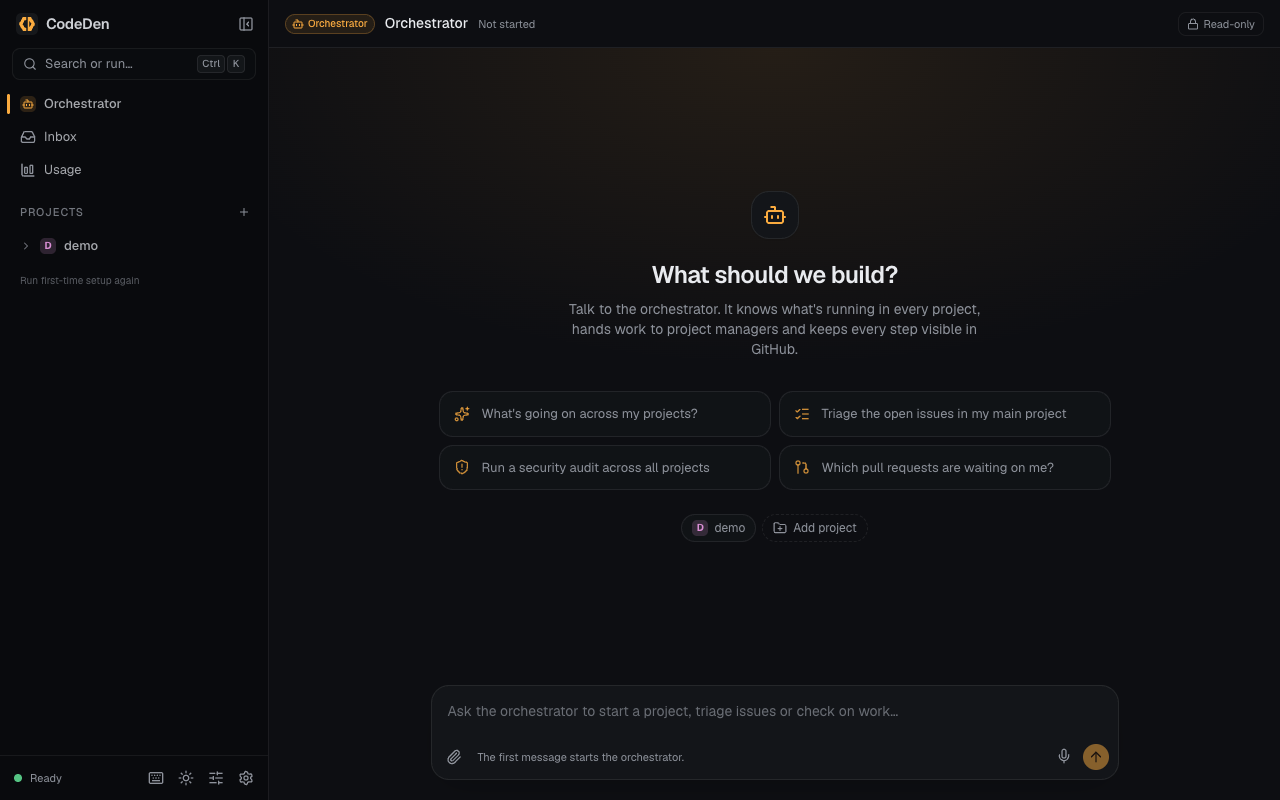 CodeDen
Search or run… Ctrl K
Orchestrator
Inbox
Usage
PROJECTS
D demo
Run first-time setup again
Ready
Orchestrator Orchestrator Not started
Read-only
What should we build?
Talk to the orchestrator. It knows what's running in every project,
hands work to project managers and keeps every step visible in
GitHub.
What's going on across my projects?
Triage the open issues in my main project
Run a security audit across all projects
Which pull requests are waiting on me?
D demo
Add project
Ask the orchestrator to start a project, triage issues or check on work…
The first message starts the orchestrator.